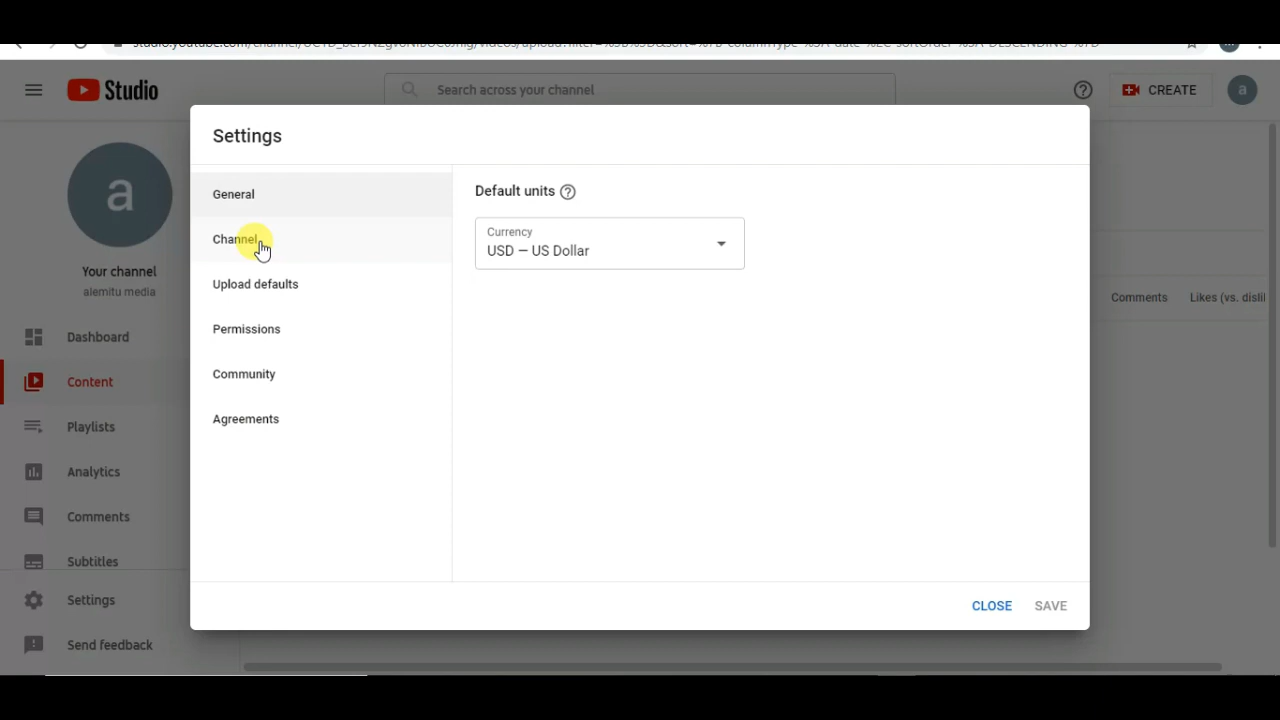 Studio
Search across your channel
CREATE
a
Settings
a
Your channel
alemitu media
Dashboard
Content
Playlists
Analytics
Comments
Subtitles
Settings
Send feedback
General
Channel
Upload defaults
Permissions
Community
Agreements
Default units
Currency
USD – US Dollar
Comments
Likes (vs. disli
CLOSE
SAVE